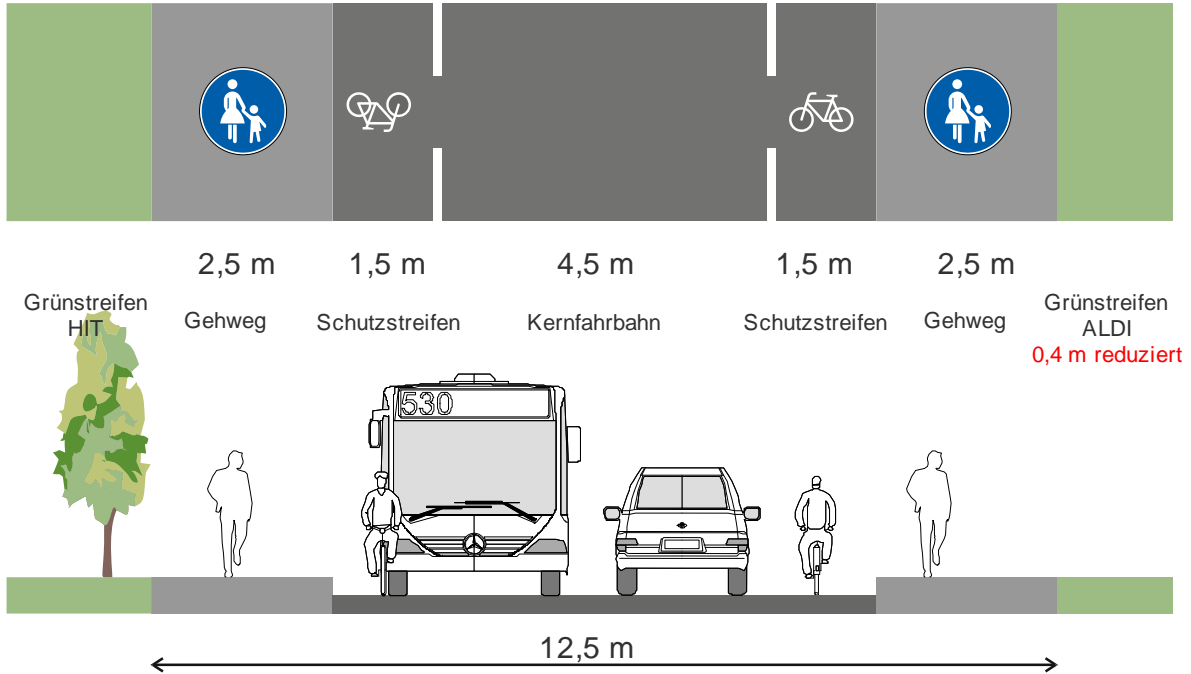 2,5 m
1,5 m
4,5 m
1,5 m
2,5 m
Grünstreifen
HIT
Gehweg
Schutzstreifen
Kernfahrbahn
Schutzstreifen
Gehweg
Grünstreifen
ALDI
0,4 m reduziert
530
12,5 m